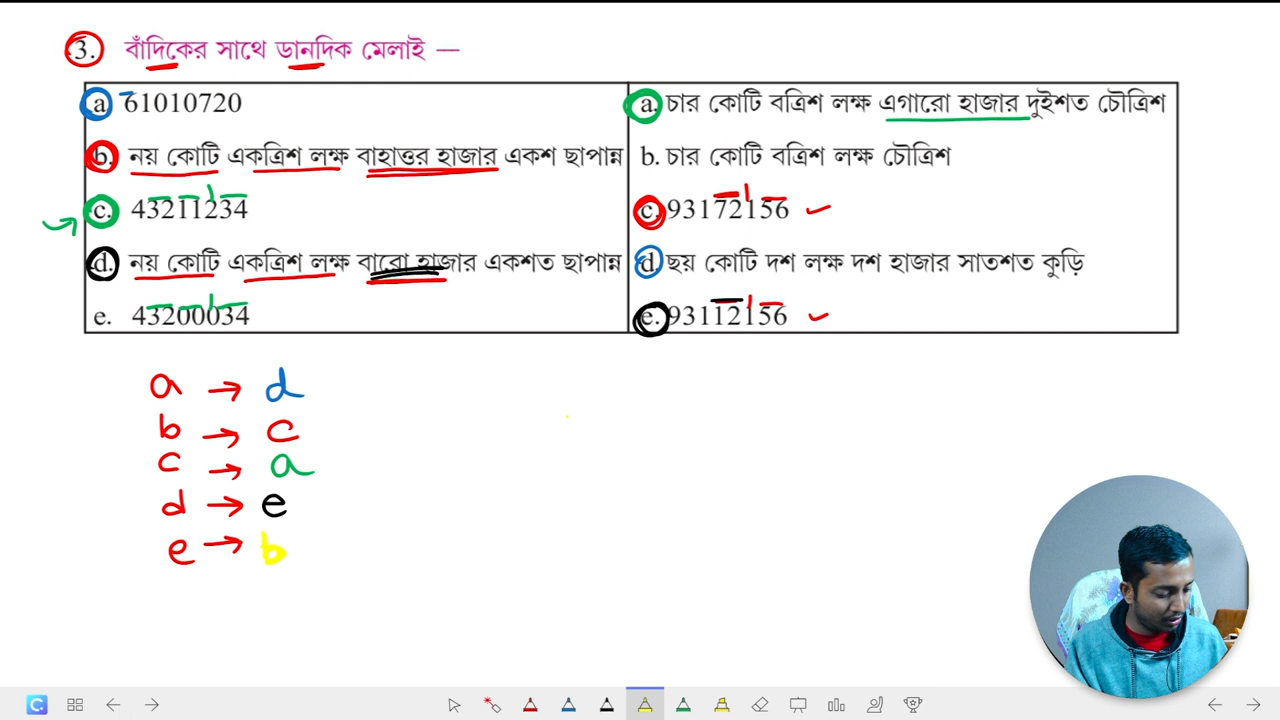 3. বাঁদিকের সাথে ডানদিক মেলাই —
a 61010720
a. চার কোটি বত্রিশ লক্ষ এগারো হাজার দুইশত চৌত্রিশ
b. নয় কোটি একত্রিশ লক্ষ বাহাত্তর হাজার একশ ছাপান্ন
b. চার কোটি বত্রিশ লক্ষ চৌত্রিশ
c. 43211234
c. 93172156
d. নয় কোটি একত্রিশ লক্ষ বারো হাজার একশত ছাপান্ন
d. ছয় কোটি দশ লক্ষ দশ হাজার সাতশত কুড়ি
e. 43200034
e. 93112156
a → d
b → c
c → a
d → e
e → b